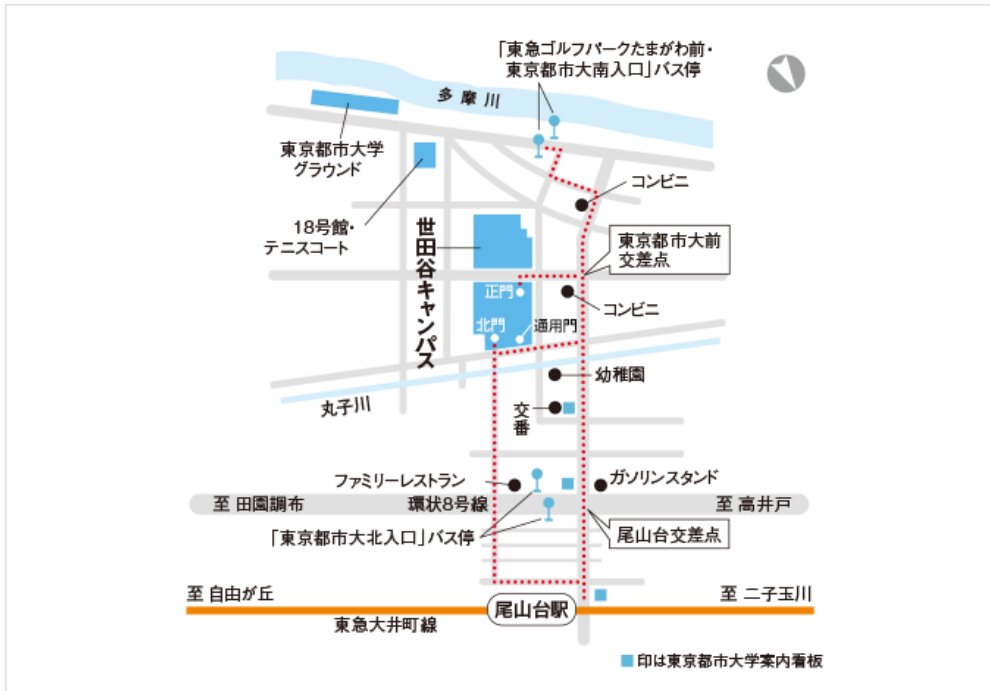 「東急ゴルフパークたまがわ前・
東京都市大南入口」バス停
多摩川
東京都市大学
グラウンド
コンビニ
18号館・
テニスコート
世田谷キャンパス
東京都市大前
交差点
正門
コンビニ
北門
通用門
幼稚園
丸子川
交番
ファミリーレストラン
ガソリンスタンド
至 田園調布
環状8号線
至 高井戸
「東京都市大北入口」バス停
尾山台交差点
至 自由が丘
至 二子玉川
尾山台駅
東急大井町線
■印は東京都市大学案内看板